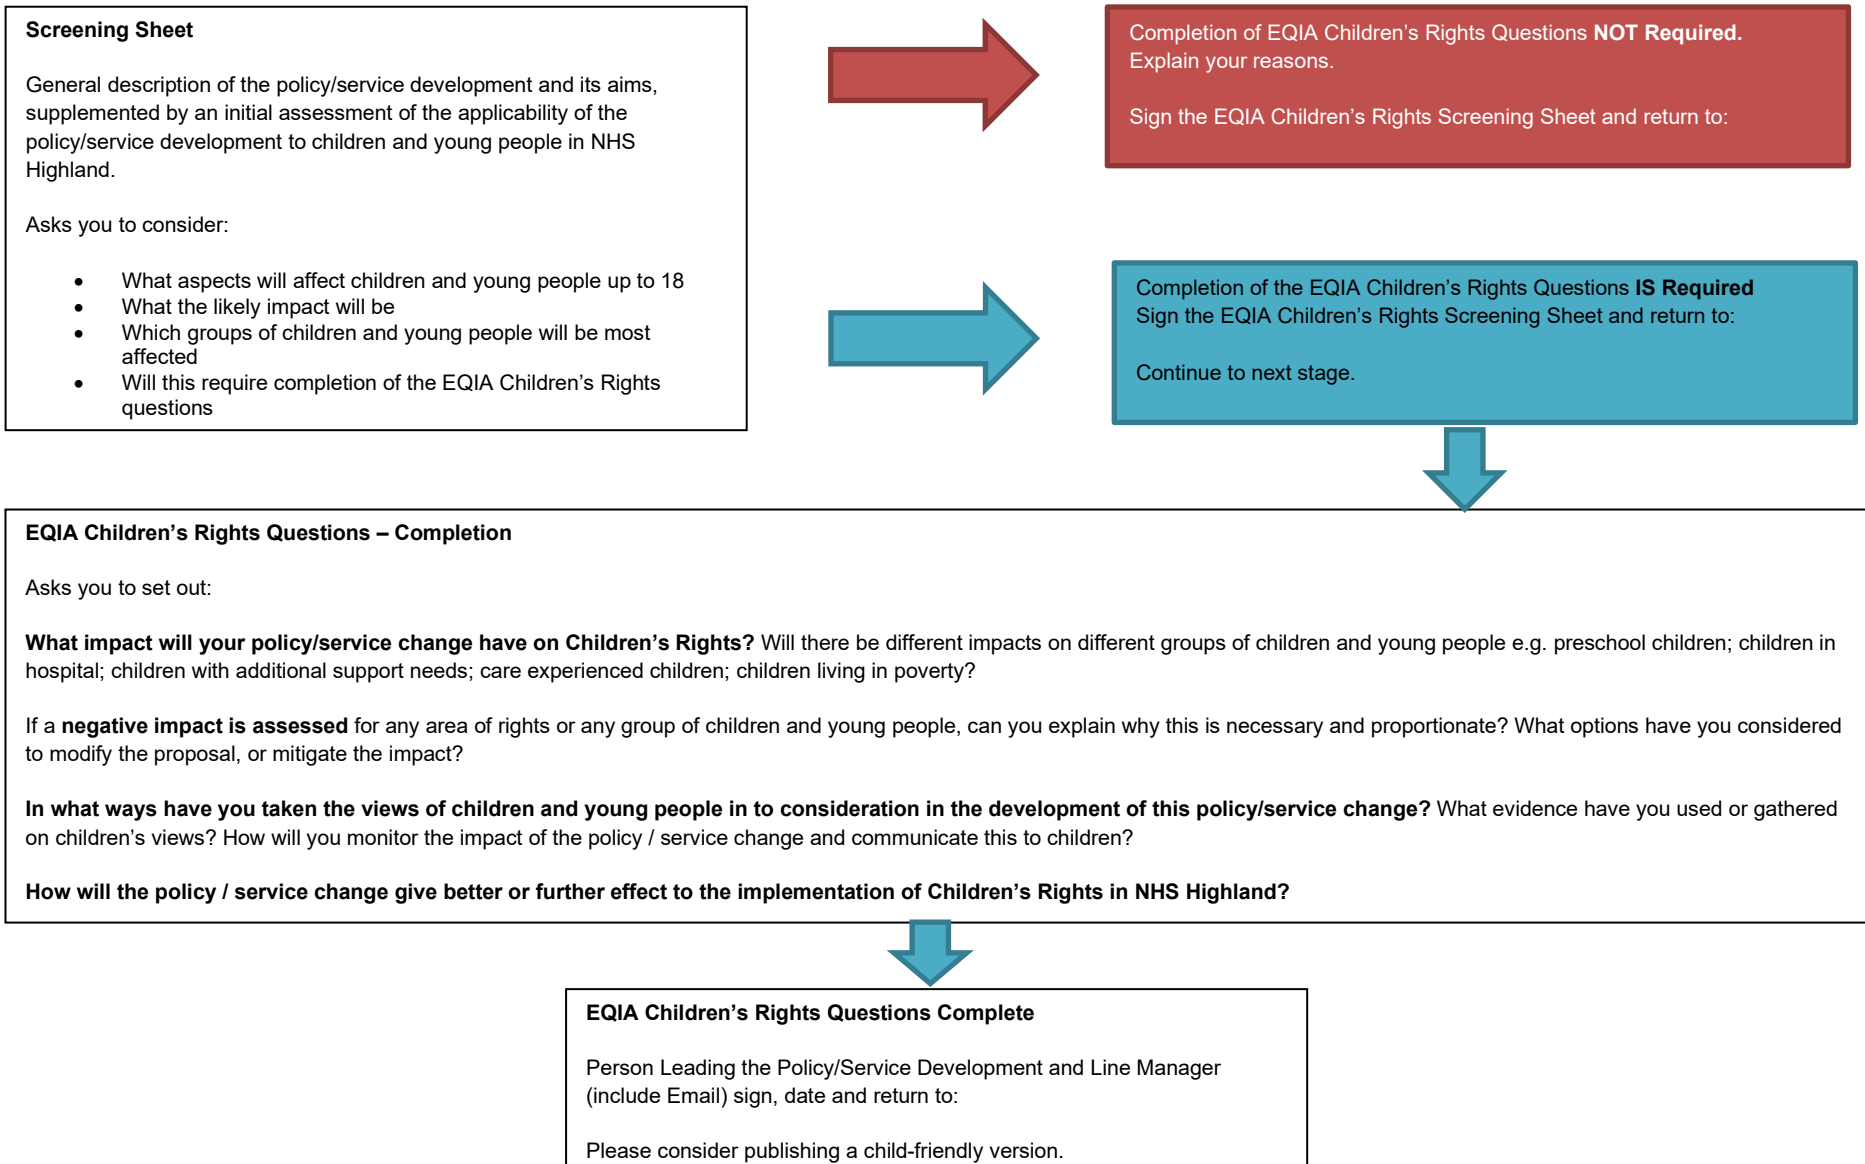 Screening Sheet
General description of the policy/service development and its aims,
supplemented by an initial assessment of the applicability of the
policy/service development to children and young people in NHS
Highland.
Asks you to consider:
• What aspects will affect children and young people up to 18
• What the likely impact will be
• Which groups of children and young people will be most
affected
• Will this require completion of the EQIA Children’s Rights
questions
Completion of EQIA Children’s Rights Questions NOT Required.
Explain your reasons.
Sign the EQIA Children’s Rights Screening Sheet and return to:
Completion of the EQIA Children’s Rights Questions IS Required
Sign the EQIA Children’s Rights Screening Sheet and return to:
Continue to next stage.
EQIA Children’s Rights Questions – Completion
Asks you to set out:
What impact will your policy/service change have on Children’s Rights? Will there be different impacts on different groups of children and young people e.g. preschool children; children in
hospital; children with additional support needs; care experienced children; children living in poverty?
If a negative impact is assessed for any area of rights or any group of children and young people, can you explain why this is necessary and proportionate? What options have you considered
to modify the proposal, or mitigate the impact?
In what ways have you taken the views of children and young people in to consideration in the development of this policy/service change? What evidence have you used or gathered
on children’s views? How will you monitor the impact of the policy / service change and communicate this to children?
How will the policy / service change give better or further effect to the implementation of Children’s Rights in NHS Highland?
EQIA Children’s Rights Questions Complete
Person Leading the Policy/Service Development and Line Manager
(include Email) sign, date and return to:
Please consider publishing a child-friendly version.